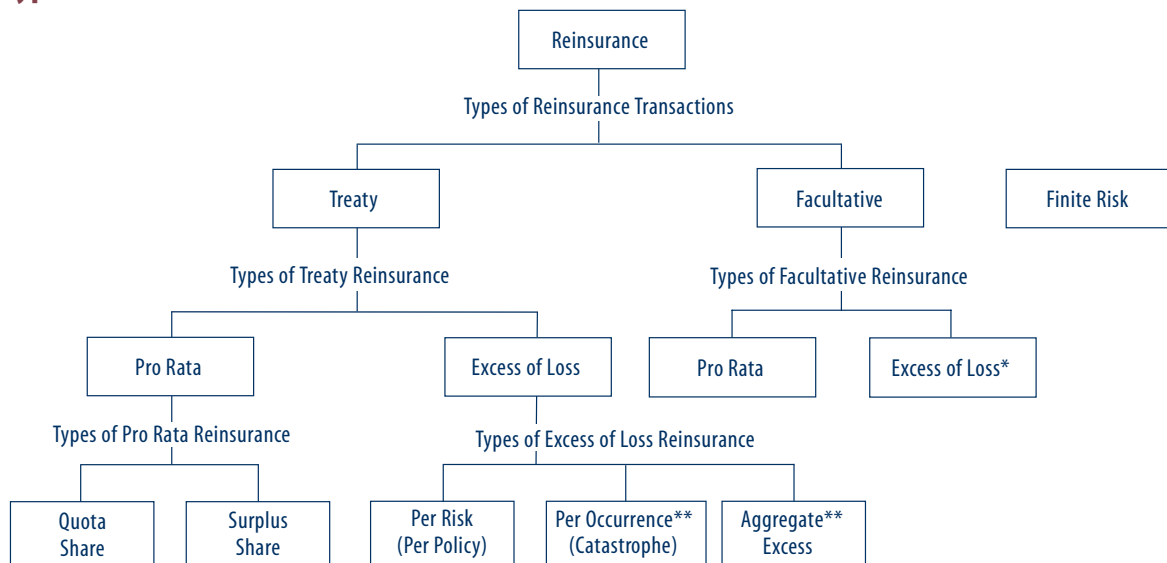 Reinsurance
Types of Reinsurance Transactions
Treaty
Facultative
Finite Risk
Types of Treaty Reinsurance
Types of Facultative Reinsurance
Pro Rata
Excess of Loss
Pro Rata
Excess of Loss*
Types of Pro Rata Reinsurance
Types of Excess of Loss Reinsurance
Quota
Share
Surplus
Share
Per Risk
(Per Policy)
Per Occurrence**
(Catastrophe)
Aggregate**
Excess